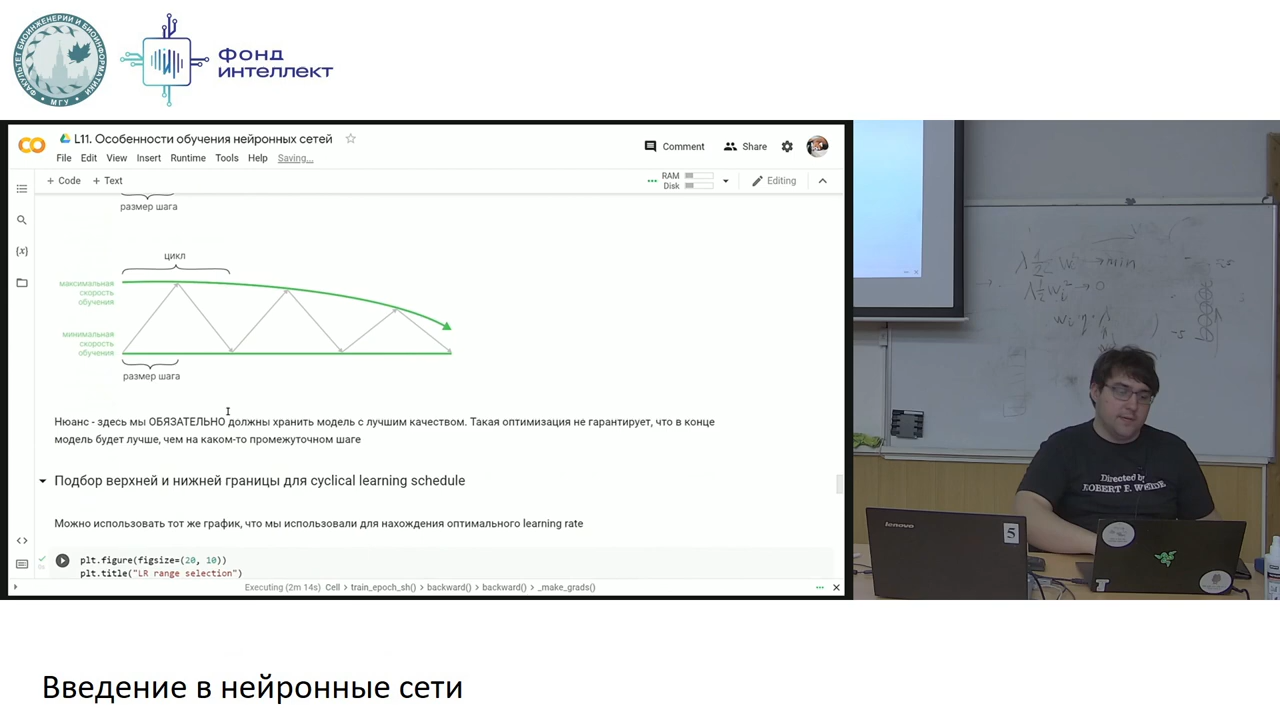 ФАКУЛЬТЕТ БИОИНЖЕНЕРИИ И БИОИНФОРМАТИКИ
МГУ
Фонд
интеллект
L11. Особенности обучения нейронных сетей
File Edit View Insert Runtime Tools Help Saving...
Comment Share
+ Code + Text
RAM
Disk
Editing
размер шага
цикл
максимальная
скорость
обучения
минимальная
скорость
обучения
размер шага
Нюанс - здесь мы ОБЯЗАТЕЛЬНО должны хранить модель с лучшим качеством. Такая оптимизация не гарантирует, что в конце
модель будет лучше, чем на каком-то промежуточном шаге
Подбор верхней и нижней границы для cyclical learning schedule
Можно использовать тот же график, что мы использовали для нахождения оптимального learning rate
plt.figure(figsize=(20, 10))
plt.title("LR range selection")
Executing (2m 14s) Cell > train_epoch_sh() > backward() > backward() > _make_grads()
Directed by
ROBERT B. WEIDE
lenovo
5
Введение в нейронные сети